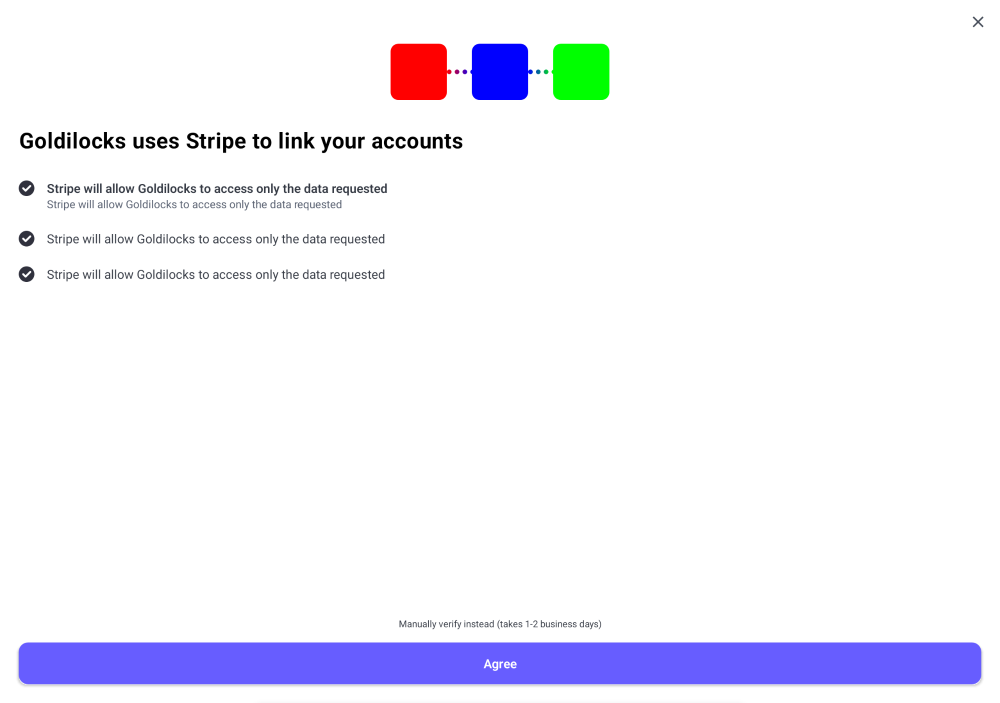 Goldilocks uses Stripe to link your accounts
Stripe will allow Goldilocks to access only the data requested
Stripe will allow Goldilocks to access only the data requested
Stripe will allow Goldilocks to access only the data requested
Stripe will allow Goldilocks to access only the data requested
Manually verify instead (takes 1-2 business days)
Agree